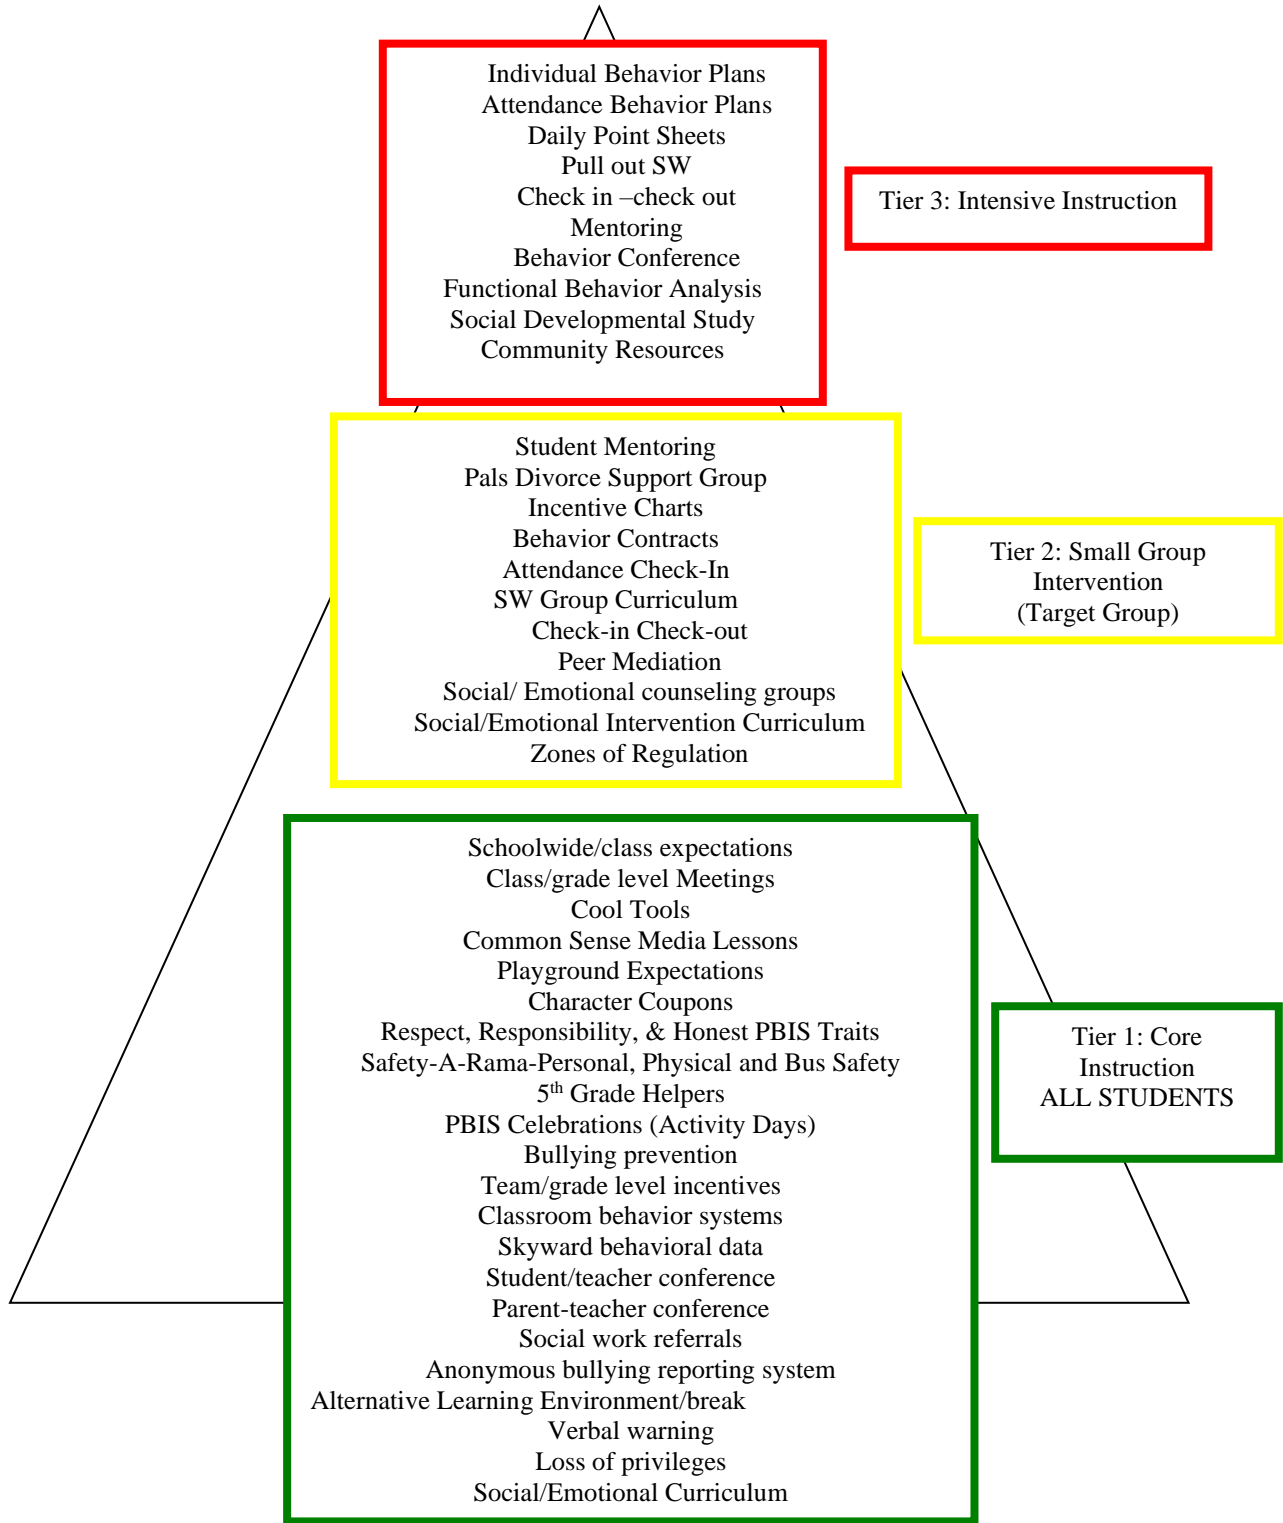 Individual Behavior Plans
Attendance Behavior Plans
Daily Point Sheets
Pull out SW
Check in –check out
Mentoring
Behavior Conference
Functional Behavior Analysis
Social Developmental Study
Community Resources
Tier 3: Intensive Instruction
Student Mentoring
Pals Divorce Support Group
Incentive Charts
Behavior Contracts
Attendance Check-In
SW Group Curriculum
Check-in Check-out
Peer Mediation
Social/ Emotional counseling groups
Social/Emotional Intervention Curriculum
Zones of Regulation
Tier 2: Small Group
Intervention
(Target Group)
Schoolwide/class expectations
Class/grade level Meetings
Cool Tools
Common Sense Media Lessons
Playground Expectations
Character Coupons
Respect, Responsibility, & Honest PBIS Traits
Safety-A-Rama-Personal, Physical and Bus Safety
5th Grade Helpers
PBIS Celebrations (Activity Days)
Bullying prevention
Team/grade level incentives
Classroom behavior systems
Skyward behavioral data
Student/teacher conference
Parent-teacher conference
Social work referrals
Anonymous bullying reporting system
Alternative Learning Environment/break
Verbal warning
Loss of privileges
Social/Emotional Curriculum
Tier 1: Core
Instruction
ALL STUDENTS